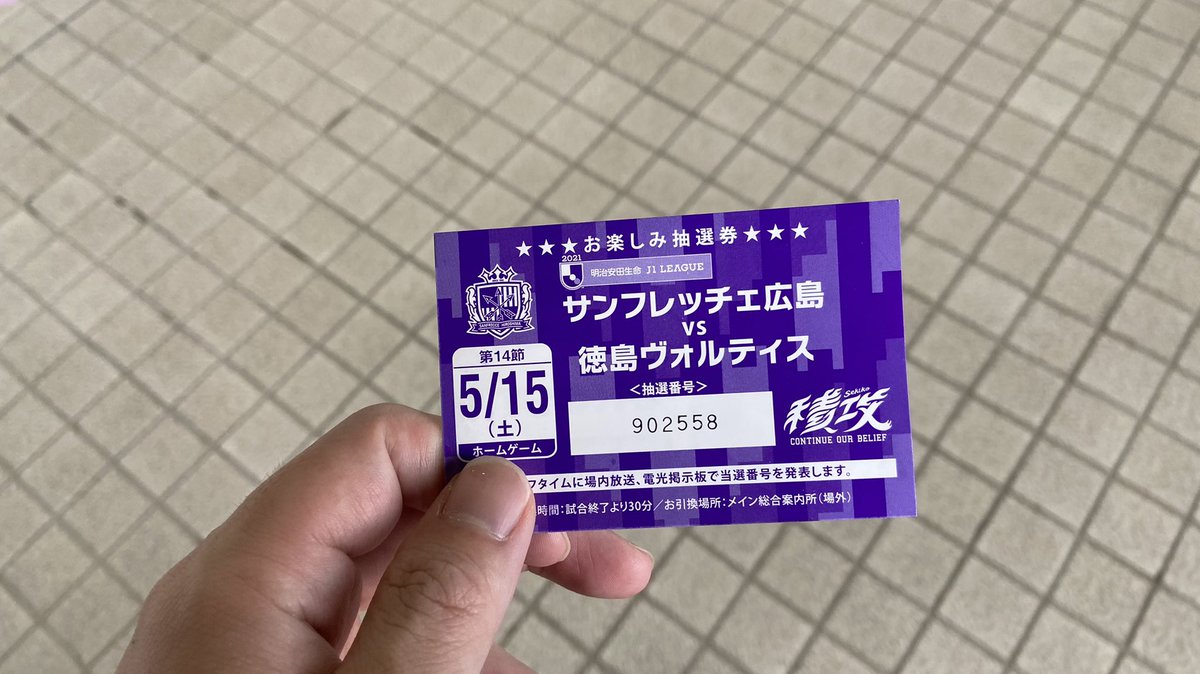 ★★★お楽しみ抽選券★★★
2021
明治安田生命 J1 LEAGUE
サンフレッチェ広島
VS
徳島ヴォルティス
SANFRECCE HIROSHIMA
第14節
5/15
(土)
ホームゲーム
<抽選番号>
902558
Sekiko
積攻
CONTINUE OUR BELIEF
フタイムに場内放送、電光掲示板で当選番号を発表します。
時間:試合終了より30分/お引換場所:メイン総合案内所(場外)